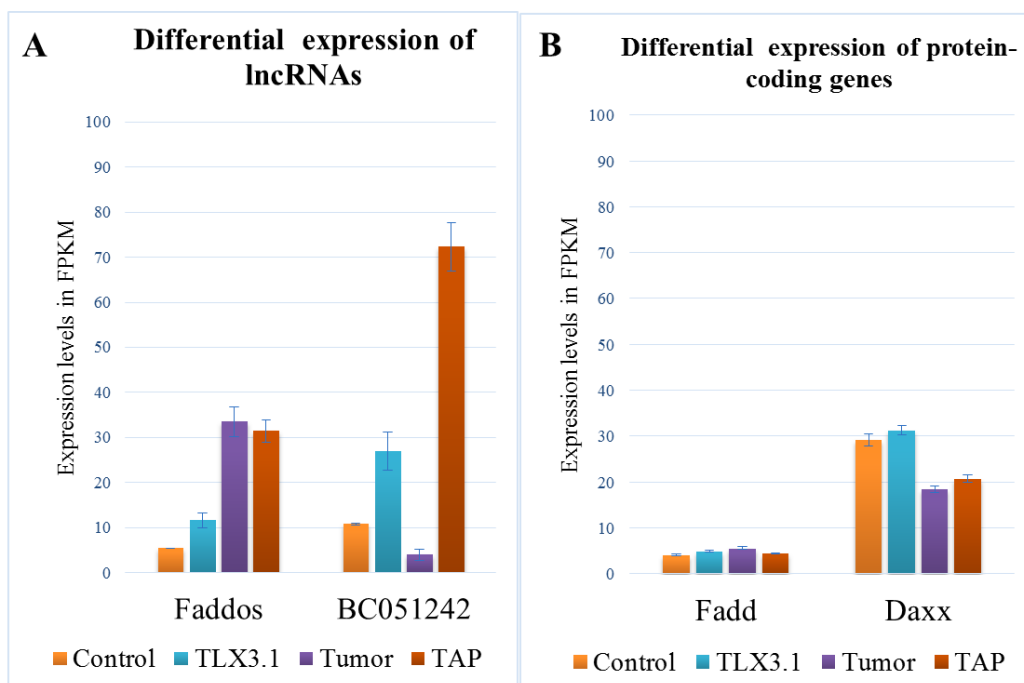 A
Differential expression of
lncRNAs
100
90
80
70
60
50
40
30
20
10
0
Expression levels in FPKM
Faddos BC051242
Control TLX3.1 Tumor TAP
B
Differential expression of protein-
coding genes
100
90
80
70
60
50
40
30
20
10
0
Expression levels in FPKM
Fadd Daxx
Control TLX3.1 Tumor TAP